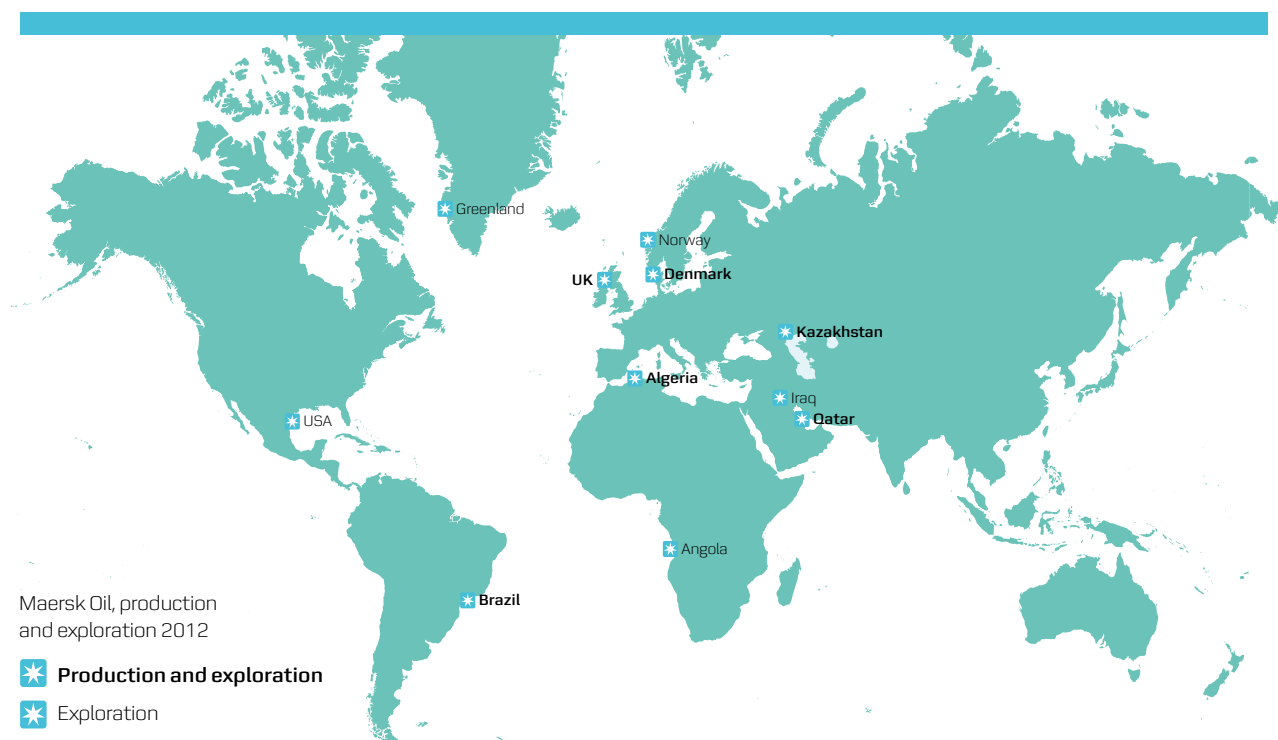 Greenland
Norway
UK
Denmark
Kazakhstan
Algeria
Iraq
USA
Qatar
Angola
Brazil
Maersk Oil, production
and exploration 2012
Production and exploration
Exploration